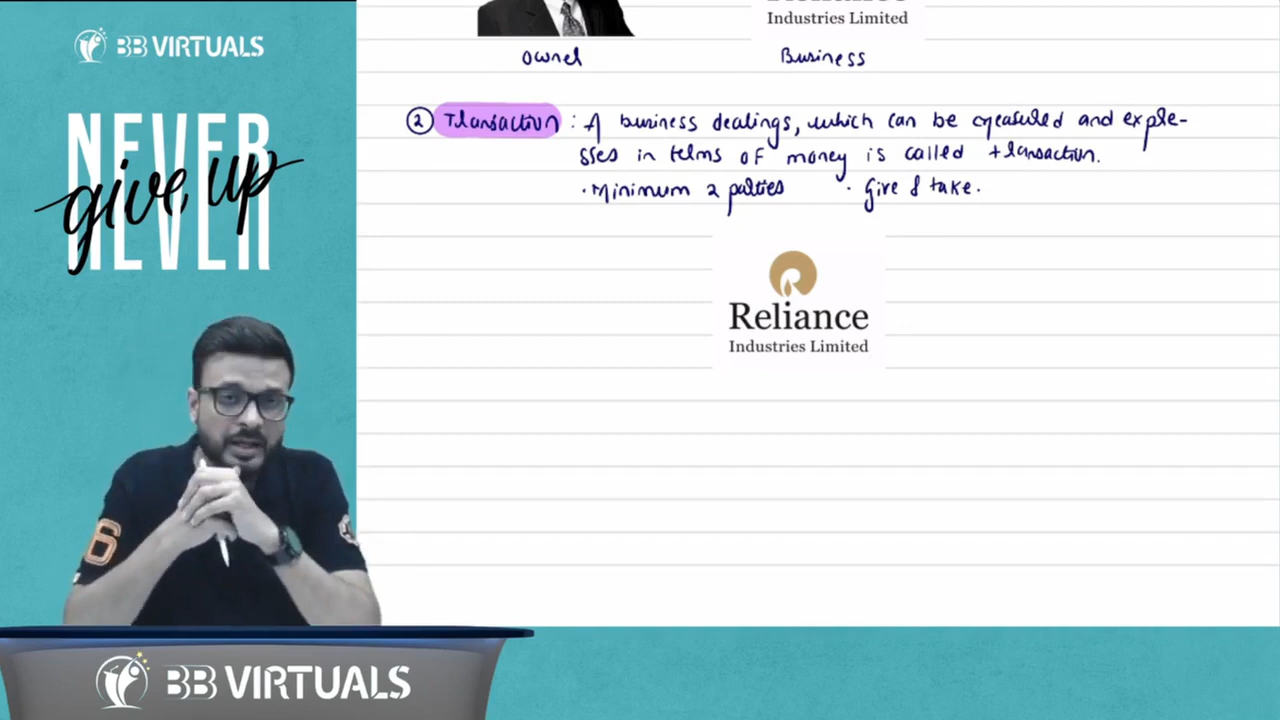 BB VIRTUALS
NEVER
give up
NEVER
Industries Limited
Owner
Business
② Transaction : A business dealings, which can be measured and expre-
sses in terms of money is called transaction.
· Minimum 2 parties · Give & take.
Reliance
Industries Limited
6
BB VIRTUALS